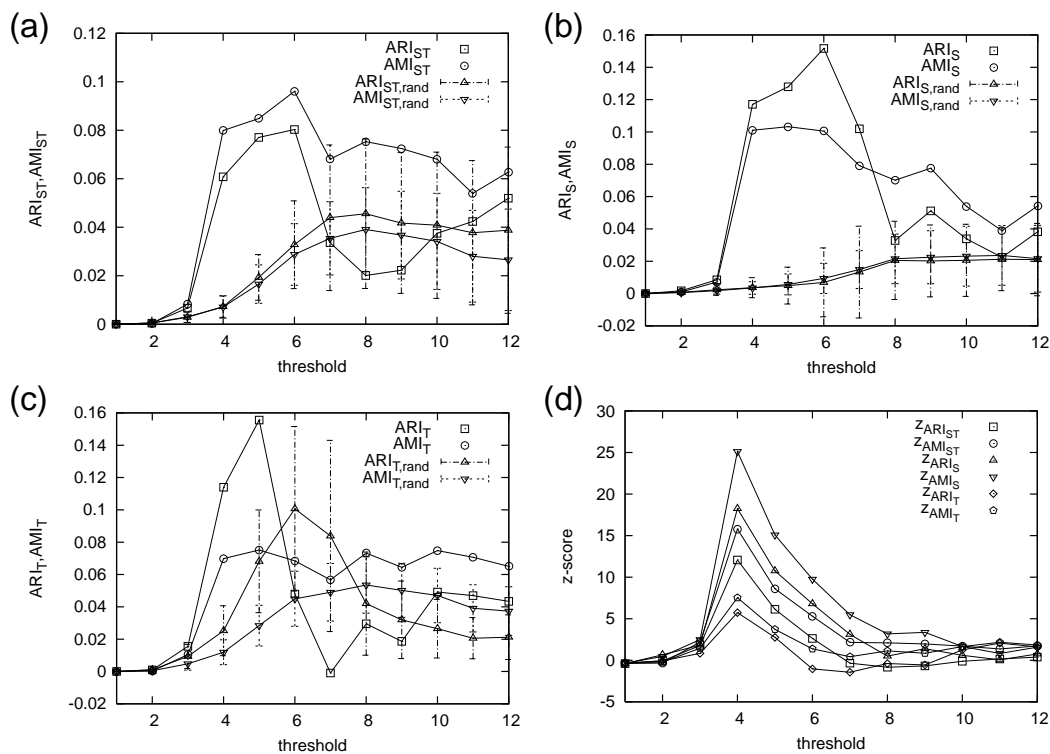 (a)
0.12
0.1
0.08
0.06
0.04
0.02
0
ARI_ST,AMI_ST
ARI_ST
AMI_ST
ARI_ST,rand
AMI_ST,rand
2 4 6 8 10 12
threshold
(b)
0.16
0.14
0.12
0.1
0.08
0.06
0.04
0.02
0
-0.02
ARI_S,AMI_S
ARI_S
AMI_S
ARI_S,rand
AMI_S,rand
2 4 6 8 10 12
threshold
(c)
0.16
0.14
0.12
0.1
0.08
0.06
0.04
0.02
0
-0.02
ARI_T,AMI_T
ARI_T
AMI_T
ARI_T,rand
AMI_T,rand
2 4 6 8 10 12
threshold
(d)
30
25
20
15
10
5
0
-5
z-score
z_ARI_ST
z_AMI_ST
z_ARI_S
z_AMI_S
z_ARI_T
z_AMI_T
2 4 6 8 10 12
threshold